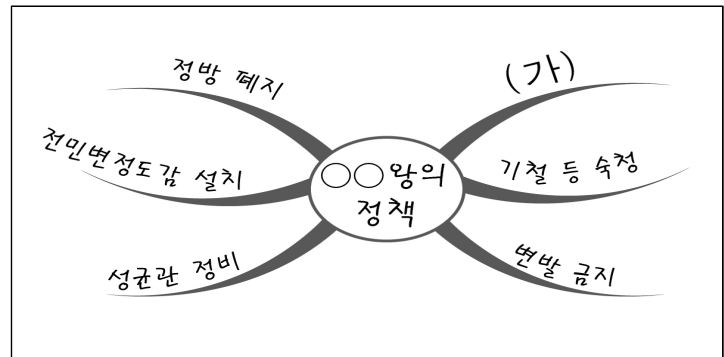 정방 폐지
(가)
전민변정도감 설치
○○왕의
정책
기철 등 숙청
성균관 정비
변발 금지